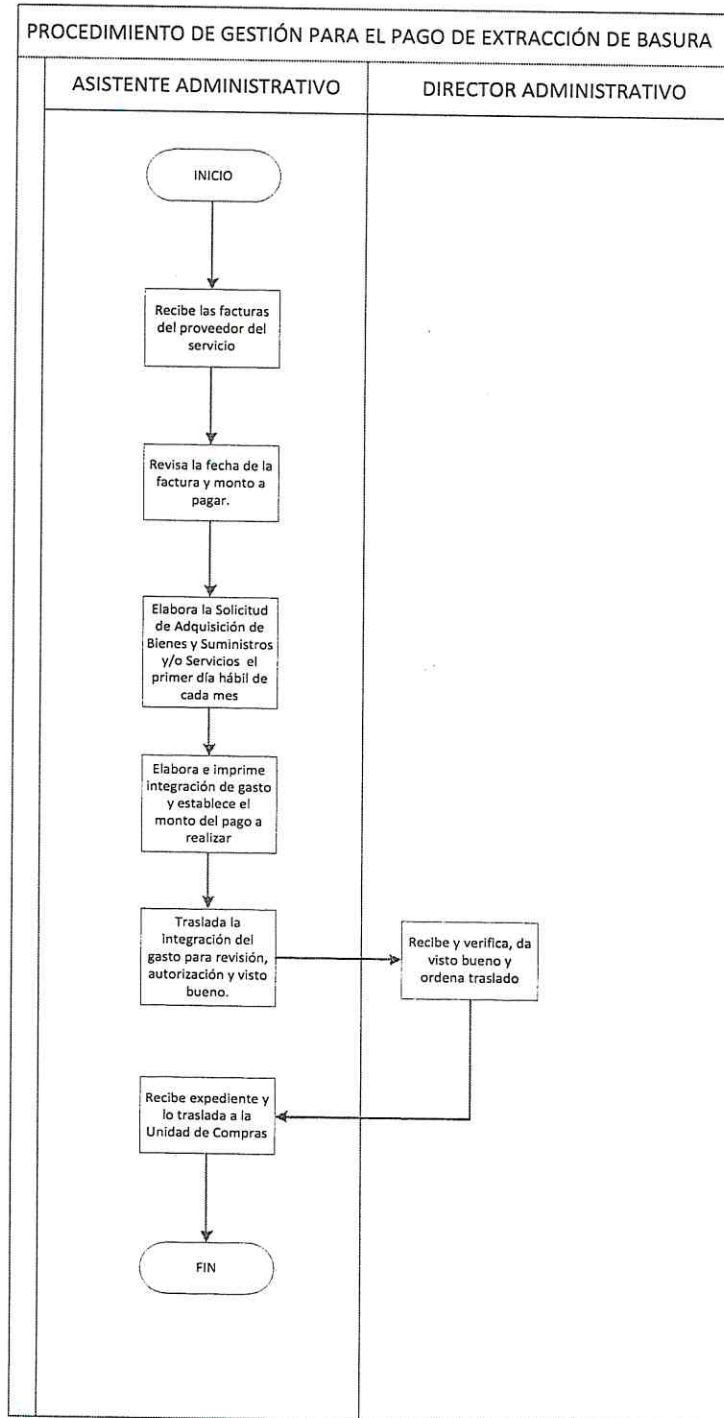 PROCEDIMIENTO DE GESTIÓN PARA EL PAGO DE EXTRACCIÓN DE BASURA
ASISTENTE ADMINISTRATIVO
DIRECTOR ADMINISTRATIVO
INICIO
Recibe las facturas
del proveedor del
servicio
Revisa la fecha de la
factura y monto a
pagar.
Elabora la Solicitud
de Adquisición de
Bienes y Suministros
y/o Servicios el
primer día hábil de
cada mes
Elabora e imprime
integración de gasto
y establece el
monto del pago a
realizar
Traslada la
integración del
gasto para revisión,
autorización y visto
bueno.
Recibe y verifica, da
visto bueno y
ordena traslado
Recibe expediente y
lo traslada a la
Unidad de Compras
FIN